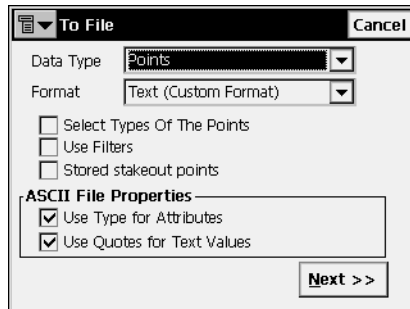 To File Cancel
Data Type Points
Format Text (Custom Format)
Select Types Of The Points
Use Filters
Stored stakeout points
ASCII File Properties
Use Type for Attributes
Use Quotes for Text Values
Next >>